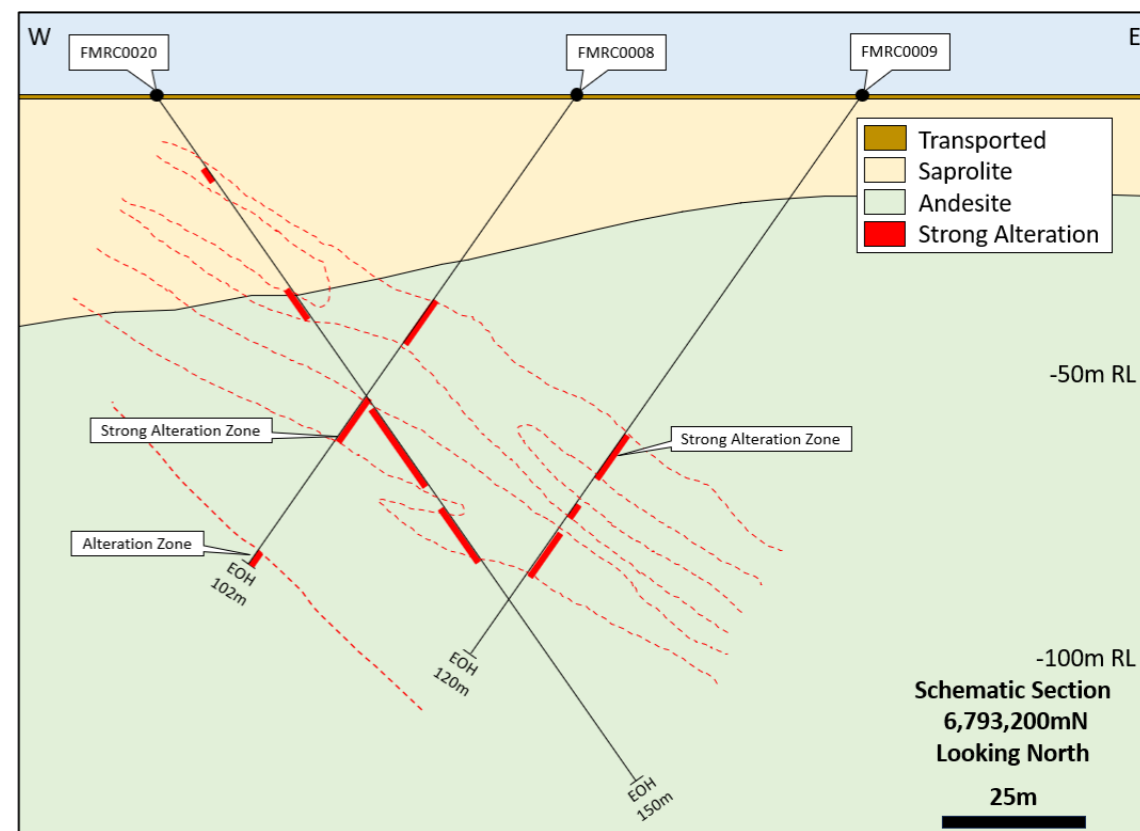 W
E
FMRC0020
FMRC0008
FMRC0009
Transported
Saprolite
Andesite
Strong Alteration
-50m RL
Strong Alteration Zone
Strong Alteration Zone
Alteration Zone
EOH
102m
EOH
120m
-100m RL
Schematic Section
6,793,200mN
Looking North
EOH
150m
25m